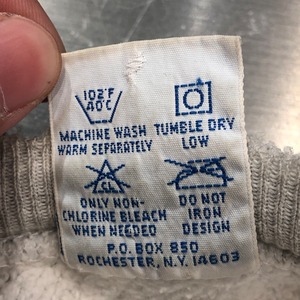 102°F
40°C
MACHINE WASH
WARM SEPARATELY
TUMBLE DRY
LOW
CL
ONLY NON-
CHLORINE BLEACH
WHEN NEEDED
DO NOT
IRON
DESIGN
P.O. BOX 850
ROCHESTER, N.Y. 14603